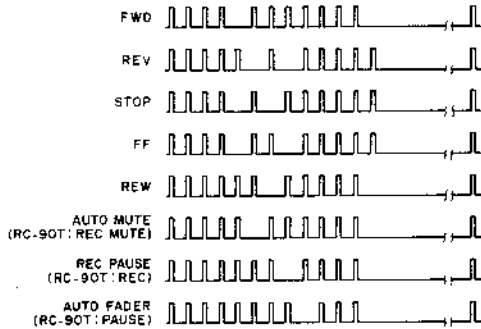 FWD
REV
STOP
FF
REW
AUTO MUTE
(RC-90T: REC MUTE)
REC PAUSE
(RC-90T: REC)
AUTO FADER
(RC-90T: PAUSE)